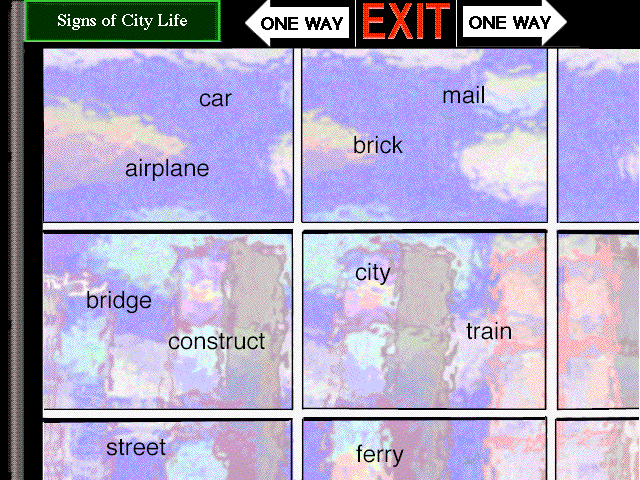 Signs of City Life
ONE WAY
EXIT
ONE WAY
car
mail
airplane
brick
bridge
construct
city
train
street
ferry